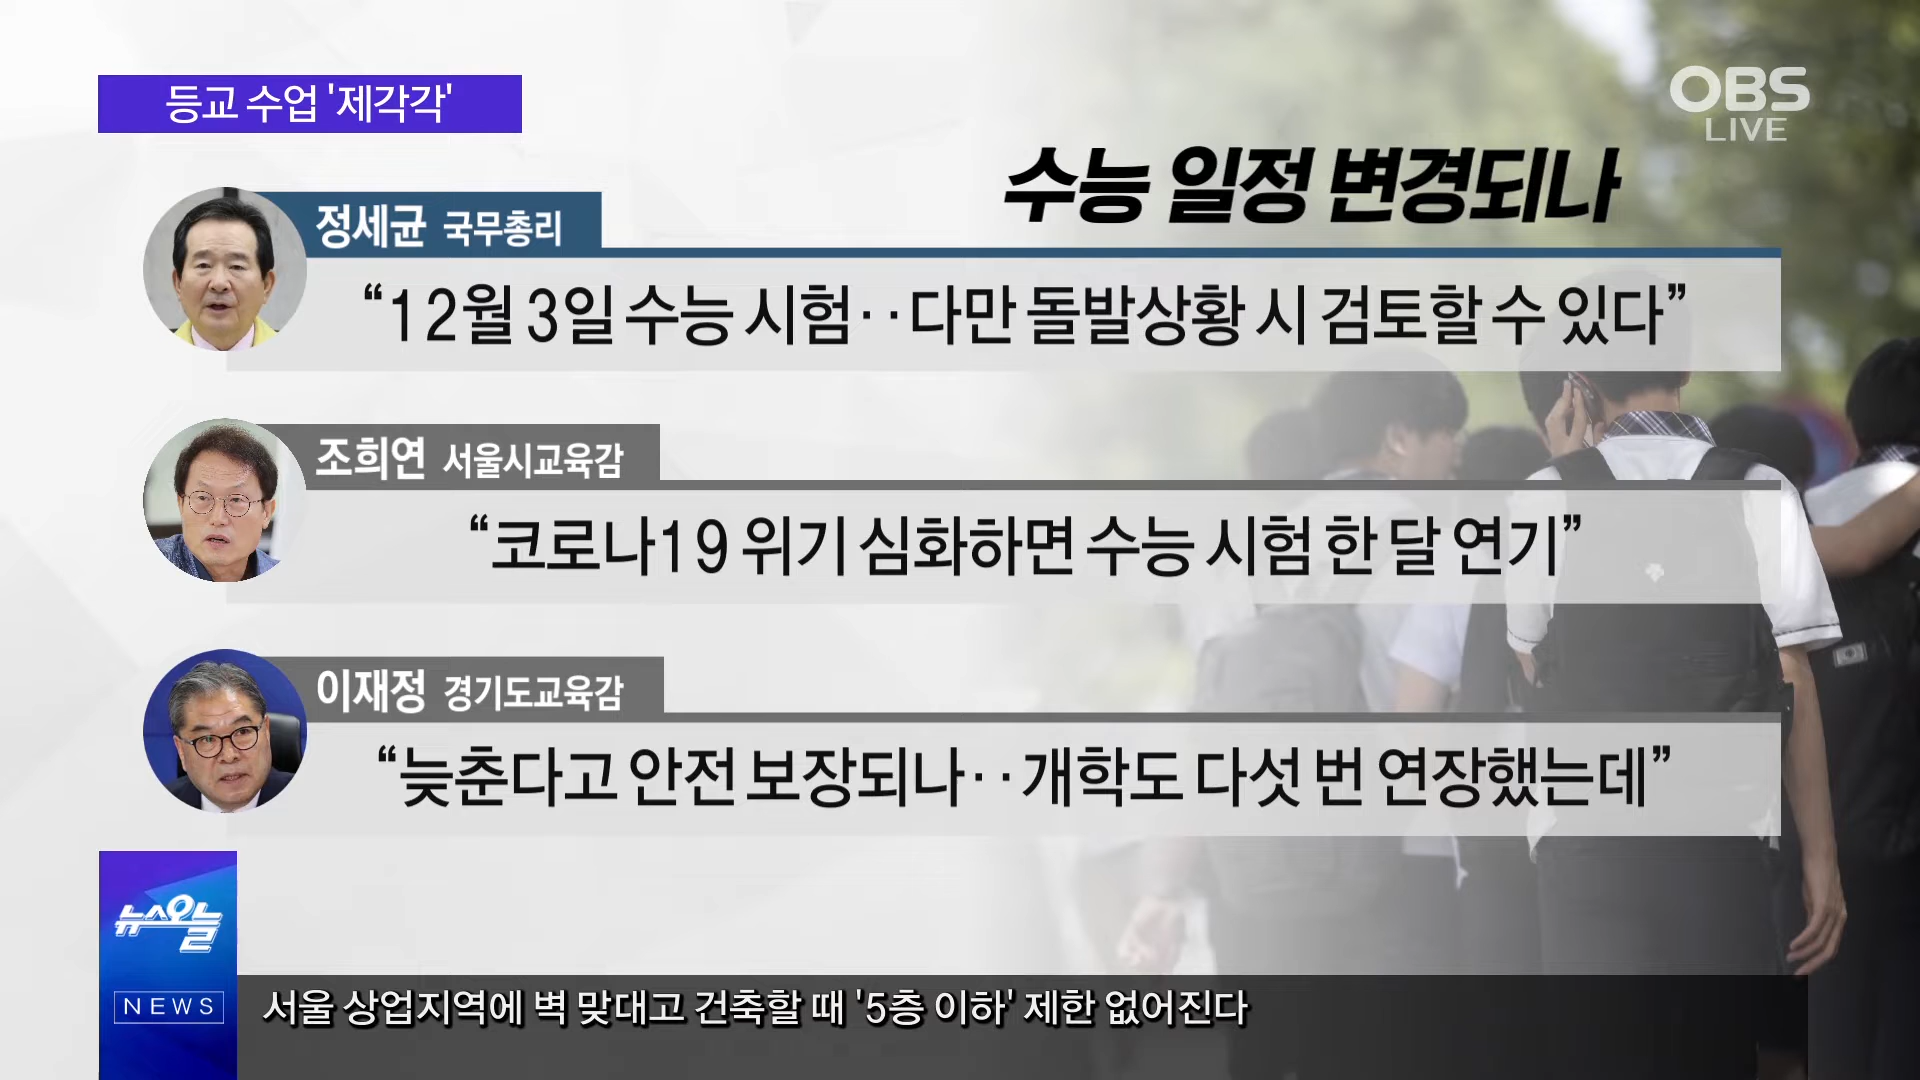 등교 수업 '제각각'
OBS
LIVE
수능 일정 변경되나
정세균 국무총리
“12월 3일 수능 시험‥다만 돌발상황 시 검토할 수 있다”
조희연 서울시교육감
“코로나19 위기 심화하면 수능 시험 한 달 연기”
이재정 경기도교육감
“늦춘다고 안전 보장되나‥개학도 다섯 번 연장했는데”
뉴스오늘
NEWS
서울 상업지역에 벽 맞대고 건축할 때 '5층 이하' 제한 없어진다